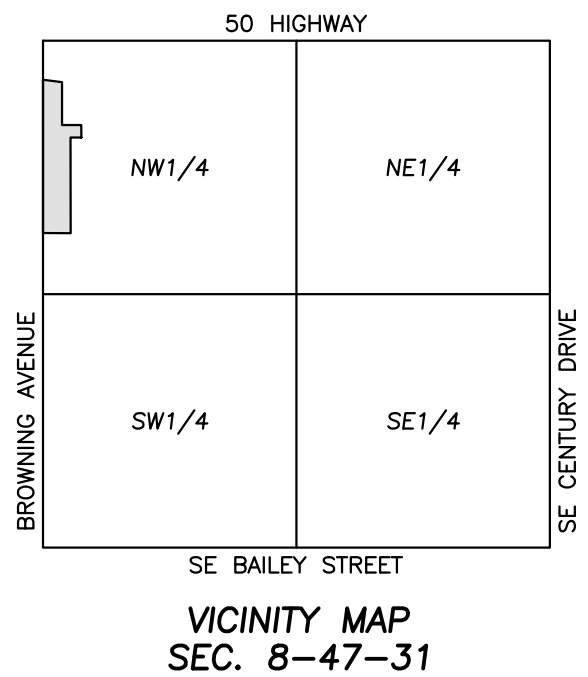 50 HIGHWAY
NW1/4
NE1/4
BROWNING AVENUE
SE CENTURY DRIVE
SW1/4
SE1/4
SE BAILEY STREET
VICINITY MAP
SEC. 8-47-31